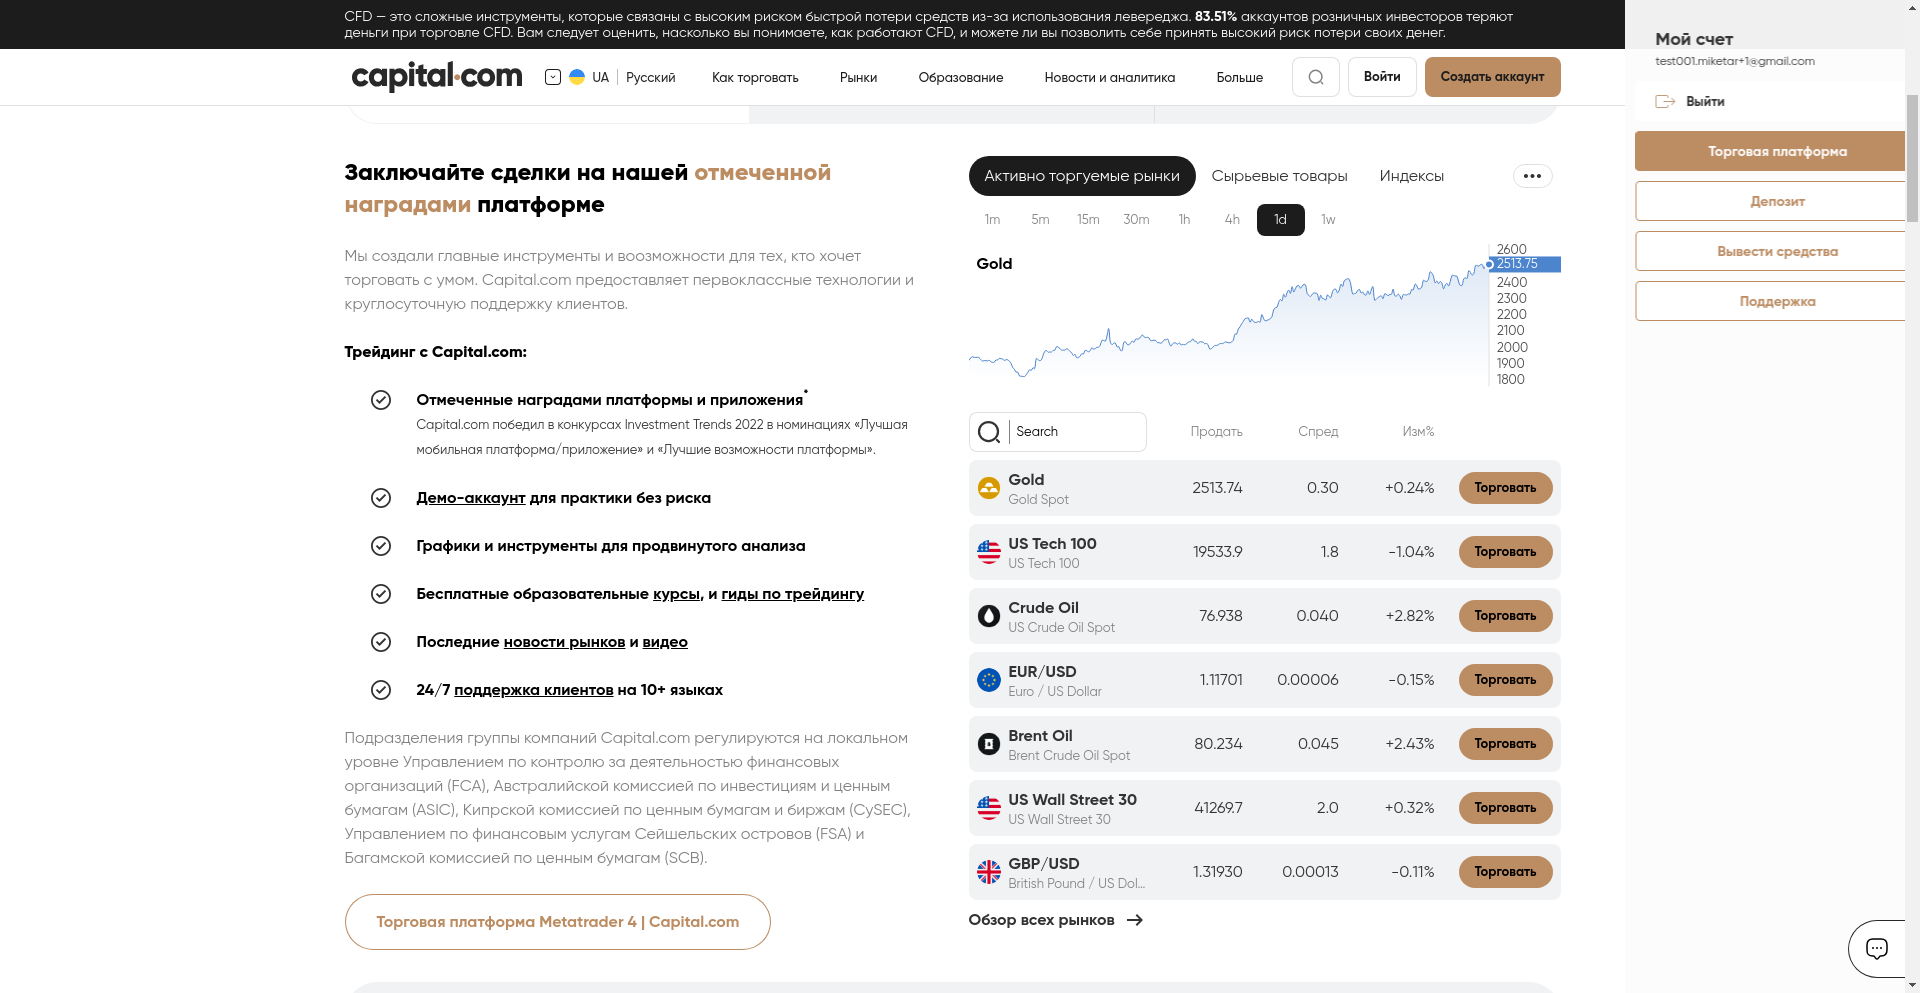 CFD — это сложные инструменты, которые связаны с высоким риском быстрой потери средств из-за использования левереджа. 83.51% аккаунтов розничных инвесторов теряют
деньги при торговле CFD. Вам следует оценить, насколько вы понимаете, как работают CFD, и можете ли вы позволить себе принять высокий риск потери своих денег.
capital.com
UA | Русский
Как торговать
Рынки
Образование
Новости и аналитика
Больше
Войти
Создать аккаунт
Мой счет
test001.miketar+1@gmail.com
Выйти
Торговая платформа
Депозит
Вывести средства
Поддержка
Заключайте сделки на нашей отмеченной
наградами платформе
Мы создали главные инструменты и воозможности для тех, кто хочет
торговать с умом. Capital.com предоставляет первоклассные технологии и
круглосуточную поддержку клиентов.
Трейдинг с Capital.com:
Отмеченные наградами платформы и приложения*
Capital.com победил в конкурсах Investment Trends 2022 в номинациях «Лучшая
мобильная платформа/приложение» и «Лучшие возможности платформы».
Демо-аккаунт для практики без риска
Графики и инструменты для продвинутого анализа
Бесплатные образовательные курсы, и гиды по трейдингу
Последние новости рынков и видео
24/7 поддержка клиентов на 10+ языках
Подразделения группы компаний Capital.com регулируются на локальном
уровне Управлением по контролю за деятельностью финансовых
организаций (FCA), Австралийской комиссией по инвестициям и ценным
бумагам (ASIC), Кипрской комиссией по ценным бумагам и биржам (CySEC),
Управлением по финансовым услугам Сейшельских островов (FSA) и
Багамской комиссией по ценным бумагам (SCB).
Торговая платформа Metatrader 4 | Capital.com
Активно торгуемые рынки
Сырьевые товары
Индексы
1m 5m 15m 30m 1h 4h 1d 1w
Gold
2600
2513.75
2400
2300
2200
2100
2000
1900
1800
Search
Продать
Спред
Изм%
Gold
Gold Spot
2513.74 0.30 +0.24% Торговать
US Tech 100
US Tech 100
19533.9 1.8 -1.04% Торговать
Crude Oil
US Crude Oil Spot
76.938 0.040 +2.82% Торговать
EUR/USD
Euro / US Dollar
1.11701 0.00006 -0.15% Торговать
Brent Oil
Brent Crude Oil Spot
80.234 0.045 +2.43% Торговать
US Wall Street 30
US Wall Street 30
41269.7 2.0 +0.32% Торговать
GBP/USD
British Pound / US Dol...
1.31930 0.00013 -0.11% Торговать
Обзор всех рынков